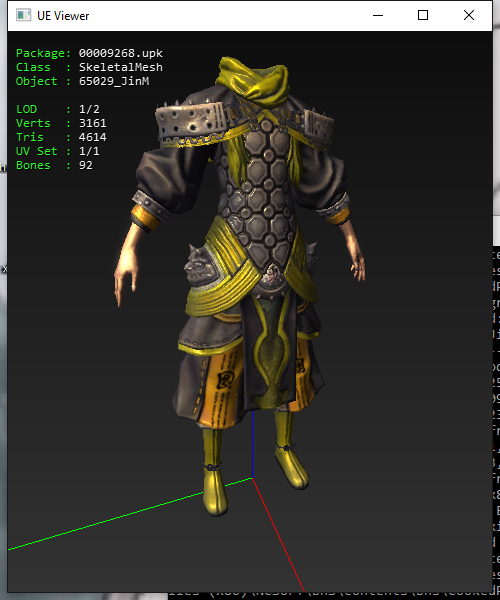 UE Viewer
Package: 00009268.upk
Class  : SkeletalMesh
Object : 65029_JinM
LOD    : 1/2
Verts  : 3161
Tris   : 4614
UV Set : 1/1
Bones  : 92